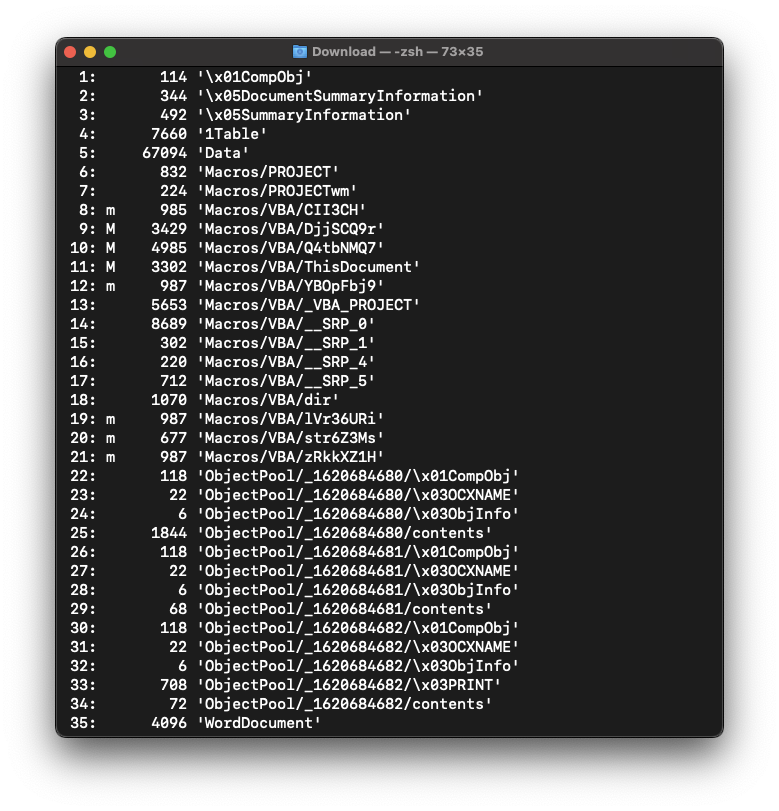 Download — -zsh — 73×35
1: 114 '\x01CompObj'
2: 344 '\x05DocumentSummaryInformation'
3: 492 '\x05SummaryInformation'
4: 7660 '1Table'
5: 67094 'Data'
6: 832 'Macros/PROJECT'
7: 224 'Macros/PROJECTwm'
8: m 985 'Macros/VBA/CII3CH'
9: M 3429 'Macros/VBA/DjjSCQ9r'
10: M 4985 'Macros/VBA/Q4tbNMQ7'
11: M 3302 'Macros/VBA/ThisDocument'
12: m 987 'Macros/VBA/YBOpFbj9'
13: 5653 'Macros/VBA/_VBA_PROJECT'
14: 8689 'Macros/VBA/__SRP_0'
15: 302 'Macros/VBA/__SRP_1'
16: 220 'Macros/VBA/__SRP_4'
17: 712 'Macros/VBA/__SRP_5'
18: 1070 'Macros/VBA/dir'
19: m 987 'Macros/VBA/lVr36URi'
20: m 677 'Macros/VBA/str6Z3Ms'
21: m 987 'Macros/VBA/zRkkXZ1H'
22: 118 'ObjectPool/_1620684680/\x01CompObj'
23: 22 'ObjectPool/_1620684680/\x03OCXNAME'
24: 6 'ObjectPool/_1620684680/\x03ObjInfo'
25: 1844 'ObjectPool/_1620684680/contents'
26: 118 'ObjectPool/_1620684681/\x01CompObj'
27: 22 'ObjectPool/_1620684681/\x03OCXNAME'
28: 6 'ObjectPool/_1620684681/\x03ObjInfo'
29: 68 'ObjectPool/_1620684681/contents'
30: 118 'ObjectPool/_1620684682/\x01CompObj'
31: 22 'ObjectPool/_1620684682/\x03OCXNAME'
32: 6 'ObjectPool/_1620684682/\x03ObjInfo'
33: 708 'ObjectPool/_1620684682/\x03PRINT'
34: 72 'ObjectPool/_1620684682/contents'
35: 4096 'WordDocument'